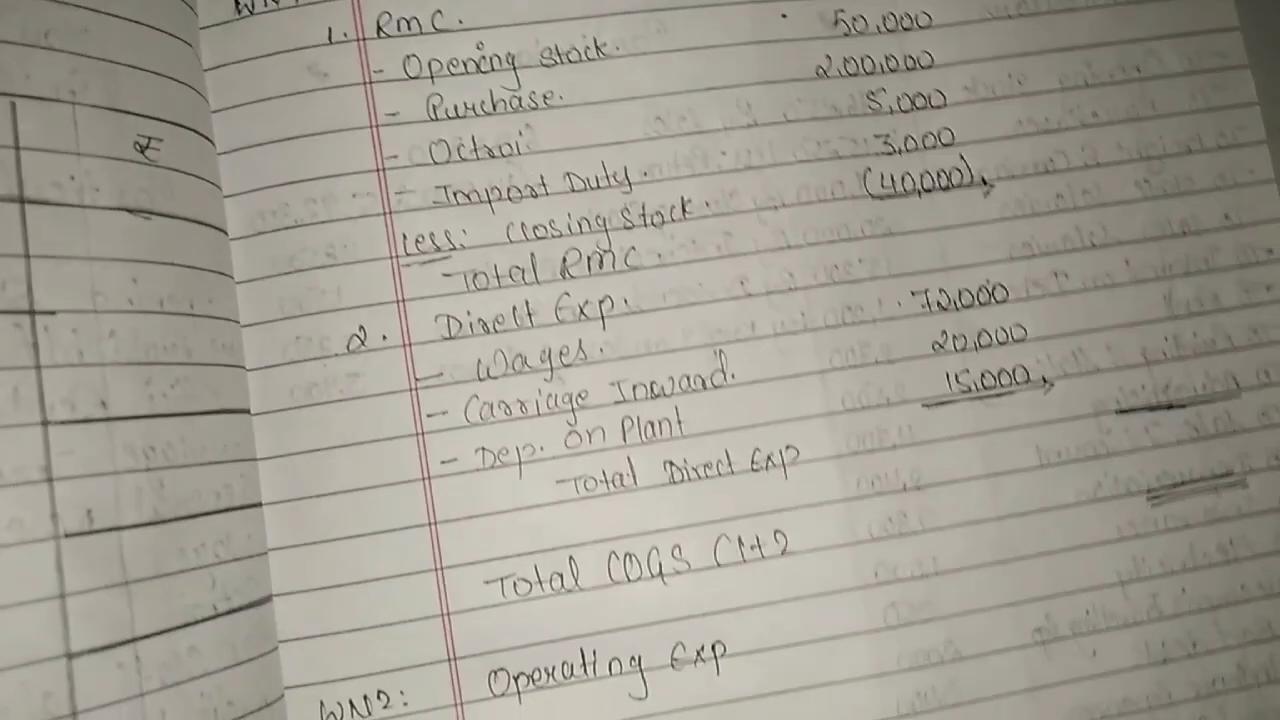 1. RMC.
- Opening stock. 50,000
- Purchase. 2,00,000
- Octroi 5,000
- Import Duty. 3,000
Less: Closing stock. (40,000)
Total RMC.
2. Direct Exp.
- Wages. 72,000
- Carriage Inward. 20,000
- Dep. On Plant 15,000
Total Direct Exp
Total COGS (1+2
WN2: Operating Exp
₹